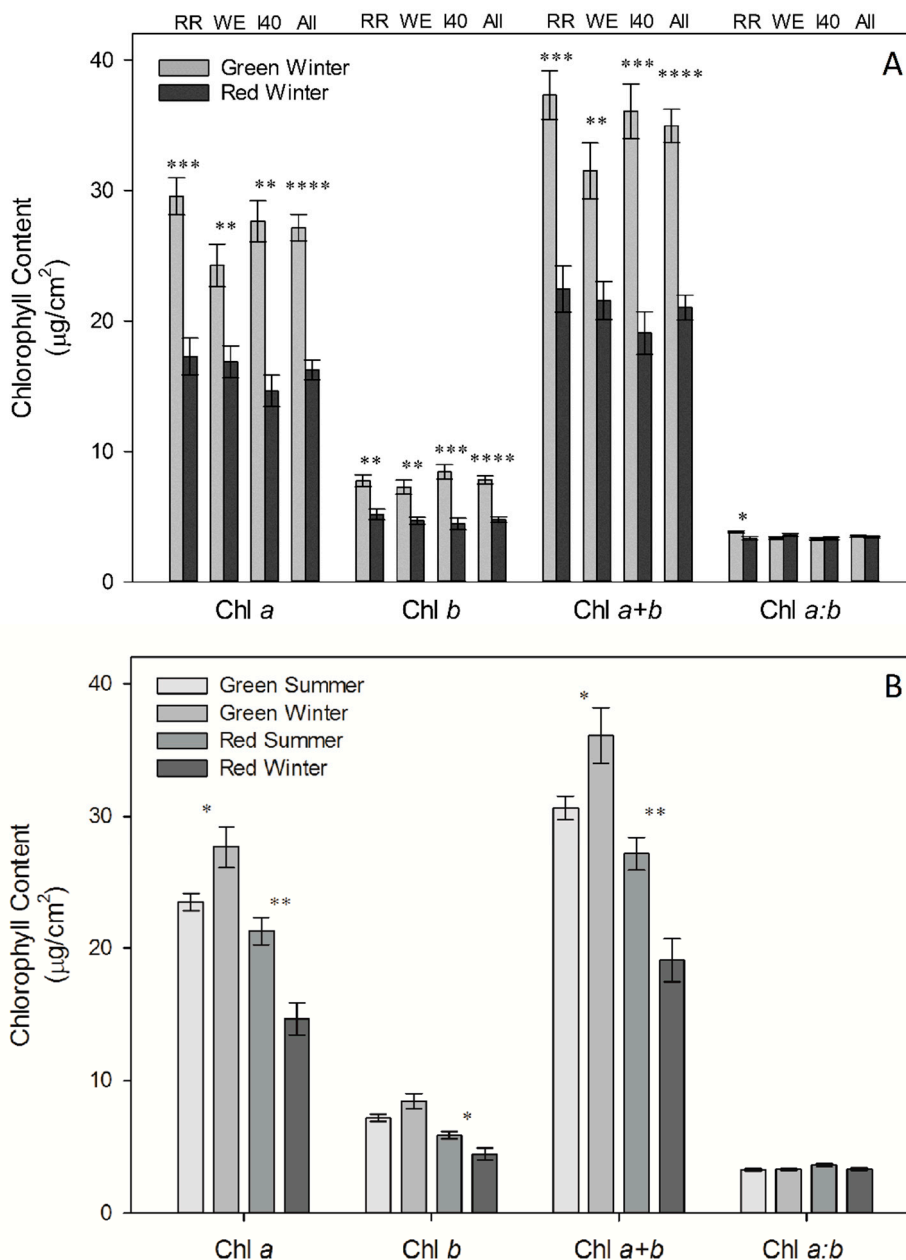 RR WE I40 All RR WE I40 All RR WE I40 All RR WE I40 All
A
Green Winter
Red Winter
40
30
20
10
0
Chlorophyll Content
(µg/cm²)
*** ** ** ****
** ** *** ****
*** ** *** ****
*
Chl a Chl b Chl a+b Chl a:b
B
Green Summer
Green Winter
Red Summer
Red Winter
40
30
20
10
0
Chlorophyll Content
(µg/cm²)
* **
*
* **
Chl a Chl b Chl a+b Chl a:b